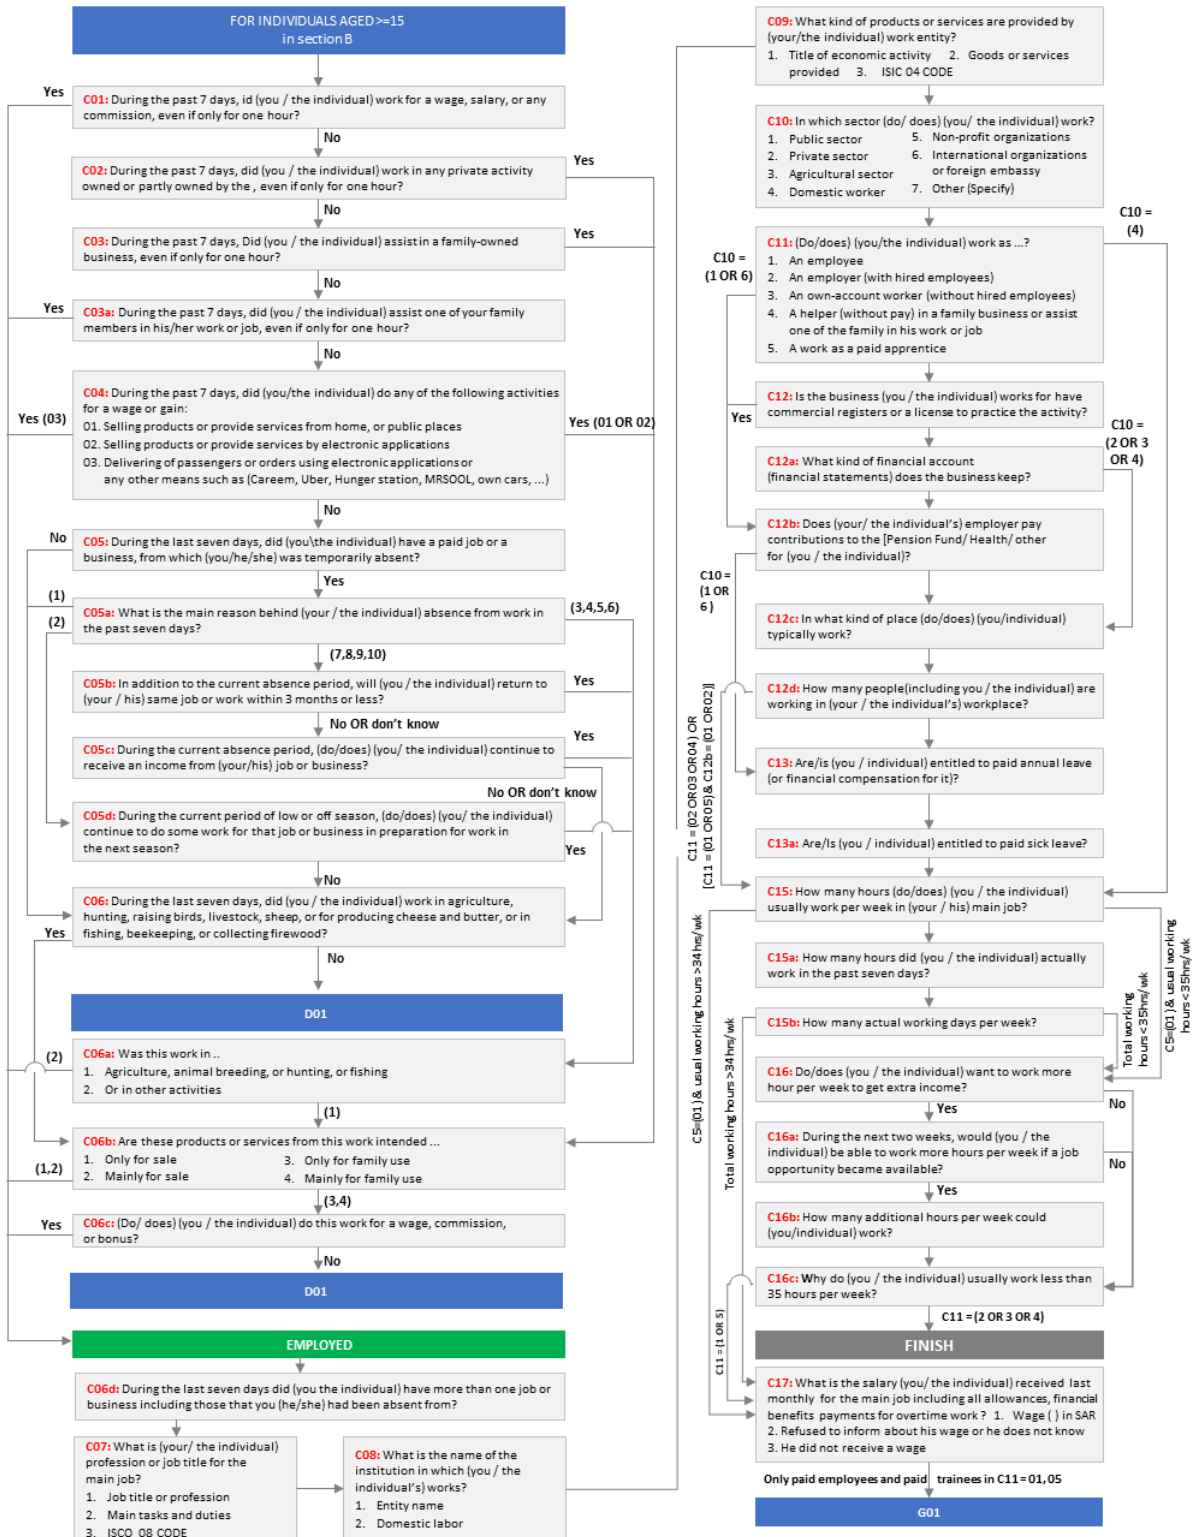 FOR INDIVIDUALS AGED >=15
in section B
Yes
C01: During the past 7 days, id (you / the individual) work for a wage, salary, or any
commission, even if only for one hour?
No
C02: During the past 7 days, did (you / the individual) work in any private activity
owned or partly owned by the , even if only for one hour?
Yes
No
C03: During the past 7 days, Did (you / the individual) assist in a family-owned
business, even if only for one hour?
Yes
No
Yes
C03a: During the past 7 days, did (you / the individual) assist one of your family
members in his/her work or job, even if only for one hour?
No
C04: During the past 7 days, did (you/the individual) do any of the following activities
for a wage or gain:
01. Selling products or provide services from home, or public places
02. Selling products or provide services by electronic applications
03. Delivering of passengers or orders using electronic applications or
any other means such as (Careem, Uber, Hunger station, MRSOOL, own cars, ...)
Yes (03)
Yes (01 OR 02)
No
No
C05: During the last seven days, did (you\the individual) have a paid job or a
business, from which (you/he/she) was temporarily absent?
Yes
(1)
(2)
C05a: What is the main reason behind (your / the individual) absence from work in
the past seven days?
(3,4,5,6)
(7,8,9,10)
C05b: In addition to the current absence period, will (you / the individual) return to
(your / his) same job or work within 3 months or less?
Yes
No OR don't know
C05c: During the current absence period, (do/does) (you/ the individual) continue to
receive an income from (your/his) job or business?
Yes
No OR don't know
C05d: During the current period of low or off season, (do/does) (you/ the individual)
continue to do some work for that job or business in preparation for work in
the next season?
Yes
No
C06: During the last seven days, did (you / the individual) work in agriculture,
hunting, raising birds, livestock, sheep, or for producing cheese and butter, or in
fishing, beekeeping, or collecting firewood?
Yes
No
D01
(2)
C06a: Was this work in ..
1. Agriculture, animal breeding, or hunting, or fishing
2. Or in other activities
(1)
C06b: Are these products or services from this work intended ...
1. Only for sale 3. Only for family use
2. Mainly for sale 4. Mainly for family use
(1,2)
(3,4)
Yes
C06c: (Do/ does) (you / the individual) do this work for a wage, commission,
or bonus?
No
D01
EMPLOYED
C06d: During the last seven days did (you the individual) have more than one job or
business including those that you (he/she) had been absent from?
C07: What is (your/ the individual)
profession or job title for the
main job?
1. Job title or profession
2. Main tasks and duties
3. ISCO_08 CODE
C08: What is the name of the
institution in which (you / the
individual's) works?
1. Entity name
2. Domestic labor
C09: What kind of products or services are provided by
(your/the individual) work entity?
1. Title of economic activity 2. Goods or services
provided 3. ISIC 04 CODE
C10: In which sector (do/ does) (you/ the individual) work?
1. Public sector 5. Non-profit organizations
2. Private sector 6. International organizations
3. Agricultural sector or foreign embassy
4. Domestic worker 7. Other (Specify)
C10 =
(4)
C10 =
(1 OR 6)
C11: (Do/does) (you/the individual) work as ...?
1. An employee
2. An employer (with hired employees)
3. An own-account worker (without hired employees)
4. A helper (without pay) in a family business or assist
one of the family in his work or job
5. A work as a paid apprentice
C12: Is the business (you / the individual) works for have
commercial registers or a license to practice the activity?
Yes
C10 =
(2 OR 3
OR 4)
C12a: What kind of financial account
(financial statements) does the business keep?
C12b: Does (your/ the individual's) employer pay
contributions to the [Pension Fund/ Health/ other
for (you / the individual)?
C10 =
(1 OR
6 )
C12c: In what kind of place (do/does) (you/individual)
typically work?
C12d: How many people(including you / the individual) are
working in (your / the individual's) workplace?
C11 = (02 OR 03 OR 04) OR
[C11 = (01 OR 05) & C12b = (01 OR 02)]
C13: Are/is (you / individual) entitled to paid annual leave
(or financial compensation for it)?
C13a: Are/Is (you / individual) entitled to paid sick leave?
C15: How many hours (do/does) (you / the individual)
usually work per week in (your / his) main job?
C15a: How many hours did (you / the individual) actually
work in the past seven days?
C15b: How many actual working days per week?
C5=(01) & usual working hours >34 hrs/ wk
Total working hours >34 hrs/ wk
Total working
hours < 35 hrs/ wk
C5=(01) & usual working
hours < 35 hrs/ wk
C16: Do/does (you / the individual) want to work more
hour per week to get extra income?
No
Yes
C16a: During the next two weeks, would (you / the
individual) be able to work more hours per week if a job
opportunity became available?
No
Yes
C16b: How many additional hours per week could
(you/individual) work?
C16c: Why do (you / the individual) usually work less than
35 hours per week?
C11 = (1 OR 5)
C11 = (2 OR 3 OR 4)
FINISH
C17: What is the salary (you/ the individual) received last
monthly for the main job including all allowances, financial
benefits payments for overtime work ? 1. Wage ( ) in SAR
2. Refused to inform about his wage or he does not know
3. He did not receive a wage
Only paid employees and paid trainees in C11 = 01, 05
G01